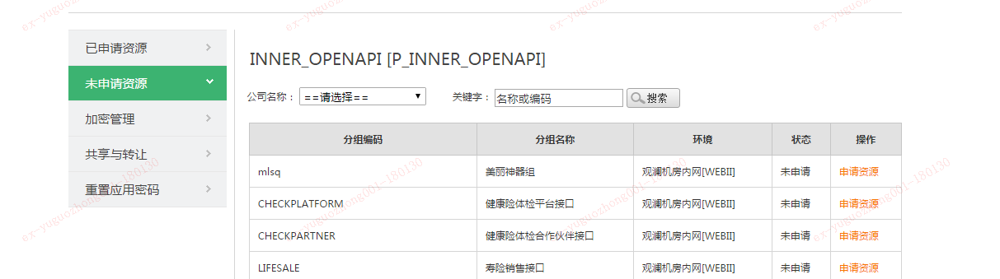 已申请资源
未申请资源
加密管理
共享与转让
重置应用密码
INNER_OPENAPI [P_INNER_OPENAPI]
公司名称： ==请选择== 关键字： 名称或编码 搜索
分组编码 分组名称 环境 状态 操作
mlsq 美丽神器组 观澜机房内网[WEBII] 未申请 申请资源
CHECKPLATFORM 健康险体检平台接口 观澜机房内网[WEBII] 未申请 申请资源
CHECKPARTNER 健康险体检合作伙伴接口 观澜机房内网[WEBII] 未申请 申请资源
LIFESALE 寿险销售接口 观澜机房内网[WEBII] 未申请 申请资源
ex-yuguozhong001-180130